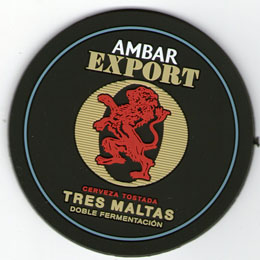 AMBAR
EXPORT
CERVEZA TOSTADA
TRES MALTAS
DOBLE FERMENTACIÓN